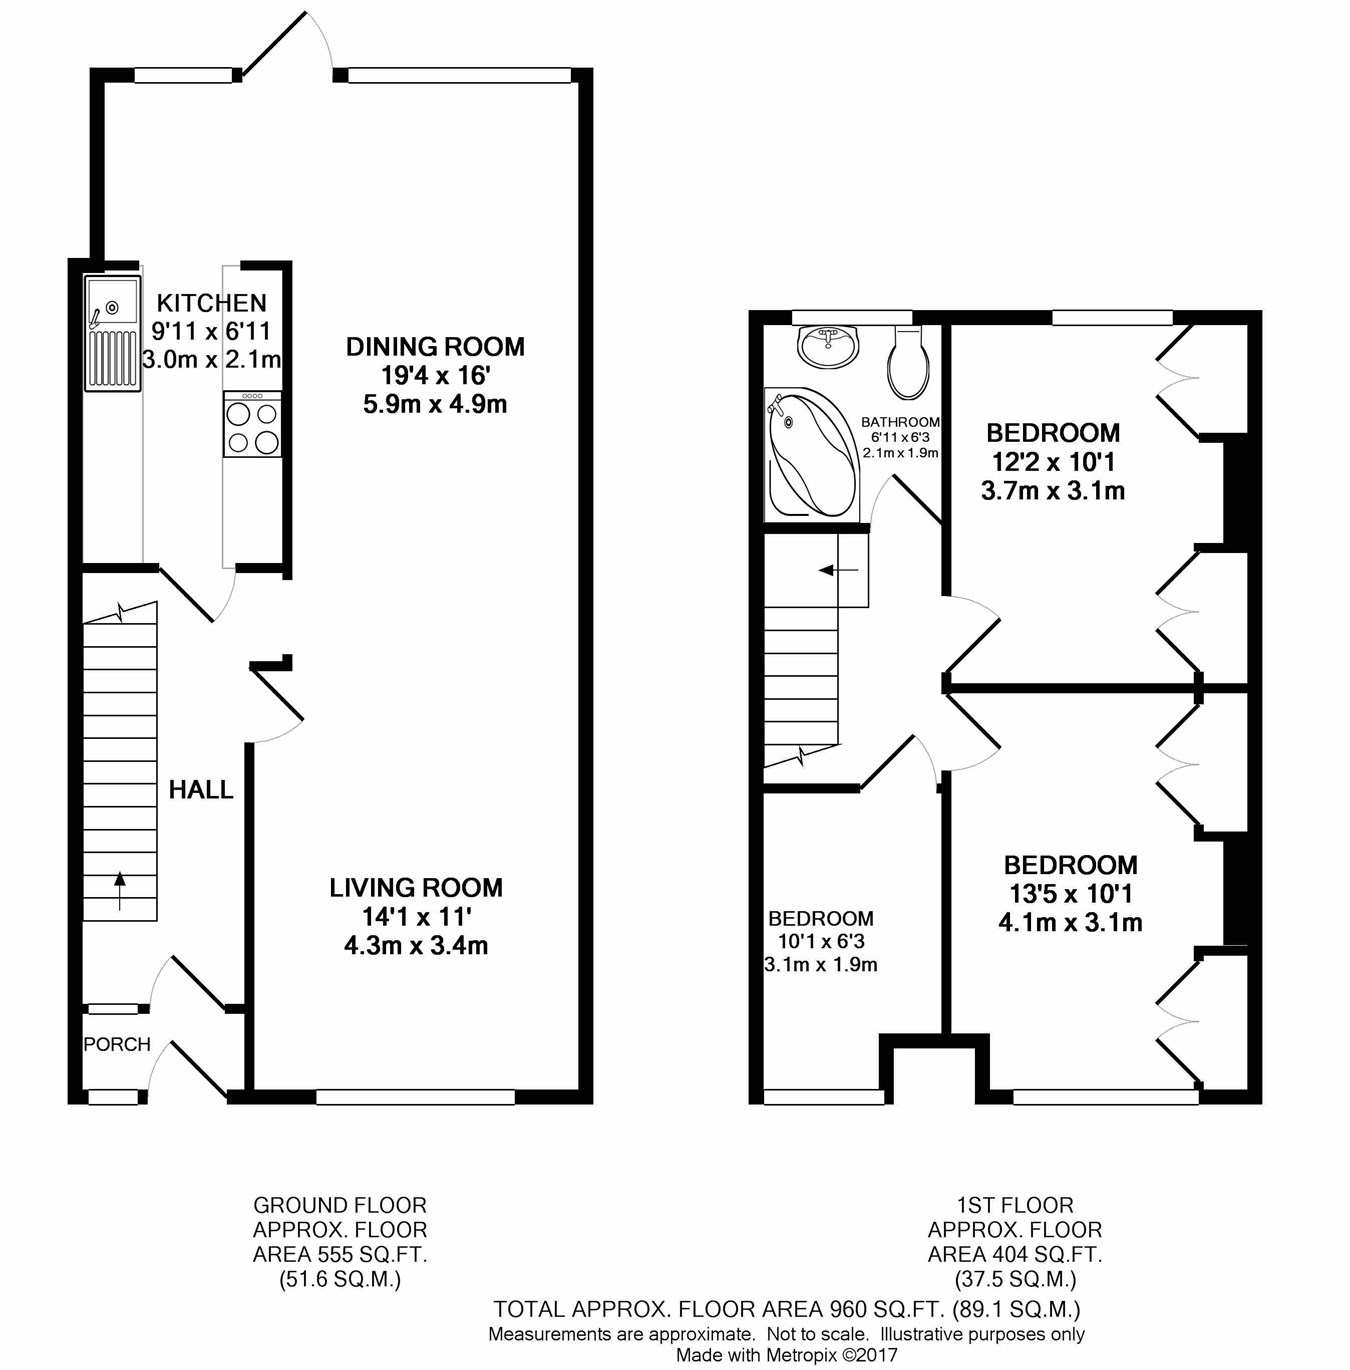 KITCHEN
9'11 x 6'11
3.0m x 2.1m
DINING ROOM
19'4 x 16'
5.9m x 4.9m
HALL
LIVING ROOM
14'1 x 11'
4.3m x 3.4m
PORCH
BATHROOM
6'11 x 6'3
2.1m x 1.9m
BEDROOM
12'2 x 10'1
3.7m x 3.1m
BEDROOM
13'5 x 10'1
4.1m x 3.1m
BEDROOM
10'1 x 6'3
3.1m x 1.9m
GROUND FLOOR
APPROX. FLOOR
AREA 555 SQ.FT.
(51.6 SQ.M.)
1ST FLOOR
APPROX. FLOOR
AREA 404 SQ.FT.
(37.5 SQ.M.)
TOTAL APPROX. FLOOR AREA 960 SQ.FT. (89.1 SQ.M.)
Measurements are approximate. Not to scale. Illustrative purposes only
Made with Metropix ©2017